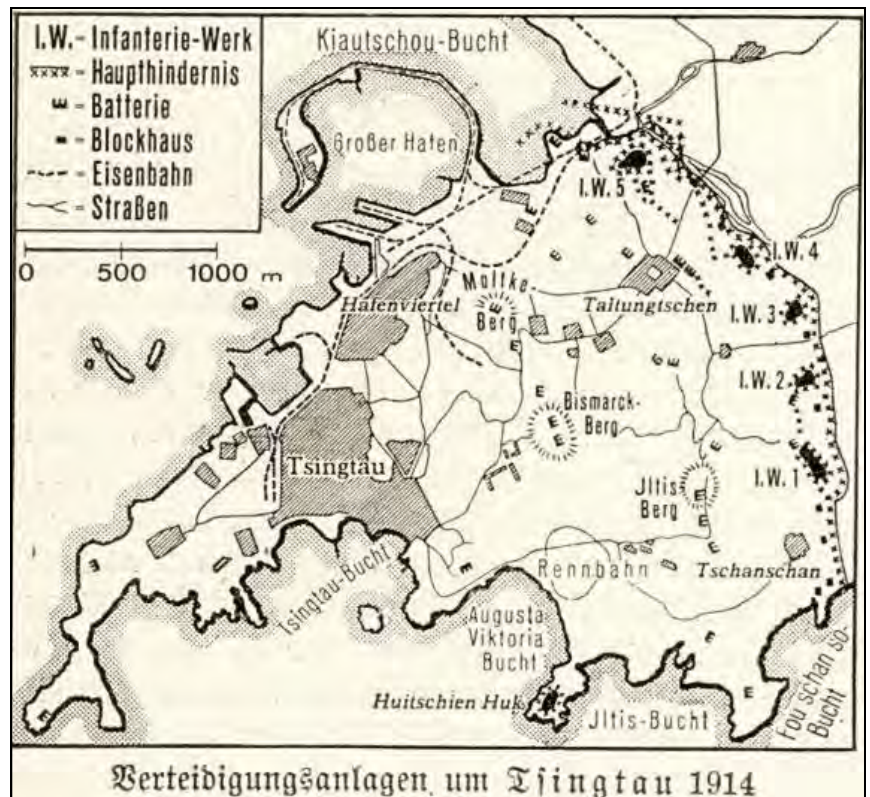 I.W.- Infanterie-Werk
xxxx - Haupthindernis
- Batterie
- Blockhaus
- Eisenbahn
- Straßen
0 500 1000 m
Kiautschou-Bucht
Großer Hafen
I.W. 5
I.W. 4
Moltke-
Berg
Hafenviertel
Taitungtschen
I.W. 3
I.W. 2
Bismarck-
Berg
Tsingtau
I.W. 1
Jltis-
Berg
Tsingtau-Bucht
Rennbahn
Tschanschan
Augusta
Viktoria
Bucht
Huitschien Huk
Jltis-Bucht
Fou schan so-
Bucht
Verteidigungsanlagen um Tsingtau 1914